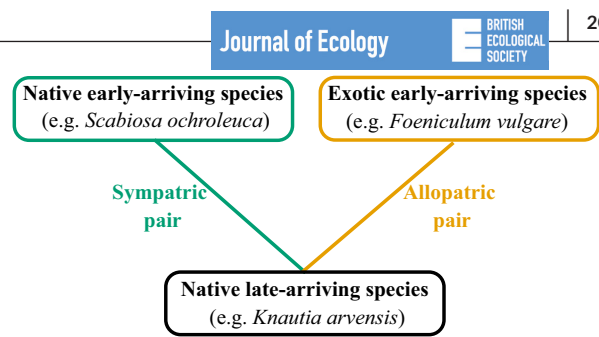 Journal of Ecology
BRITISH
ECOLOGICAL
SOCIETY
Native early-arriving species
(e.g. Scabiosa ochroleuca)
Exotic early-arriving species
(e.g. Foeniculum vulgare)
Sympatric
pair
Allopatric
pair
Native late-arriving species
(e.g. Knautia arvensis)